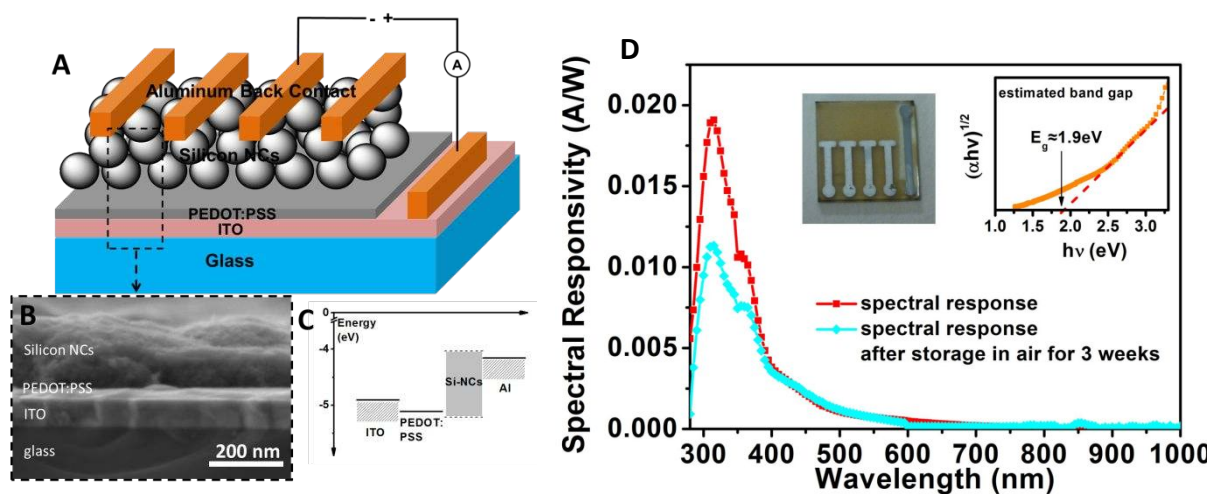 A
- +
A
Aluminum Back Contact
Silicon NCs
PEDOT:PSS
ITO
Glass
B
Silicon NCs
PEDOT:PSS
ITO
glass
200 nm
C
0
Energy
(eV)
-4
-5
ITO
PEDOT:
PSS
Si-NCs
Al
D
Spectral Responsivity (A/W)
0.020
0.015
0.010
0.005
0.000
300 400 500 600 700 800 900 1000
Wavelength (nm)
estimated band gap
E_g≈1.9eV
(αhν)^1/2
1.0 1.5 2.0 2.5 3.0
hν (eV)
spectral response
spectral response
after storage in air for 3 weeks